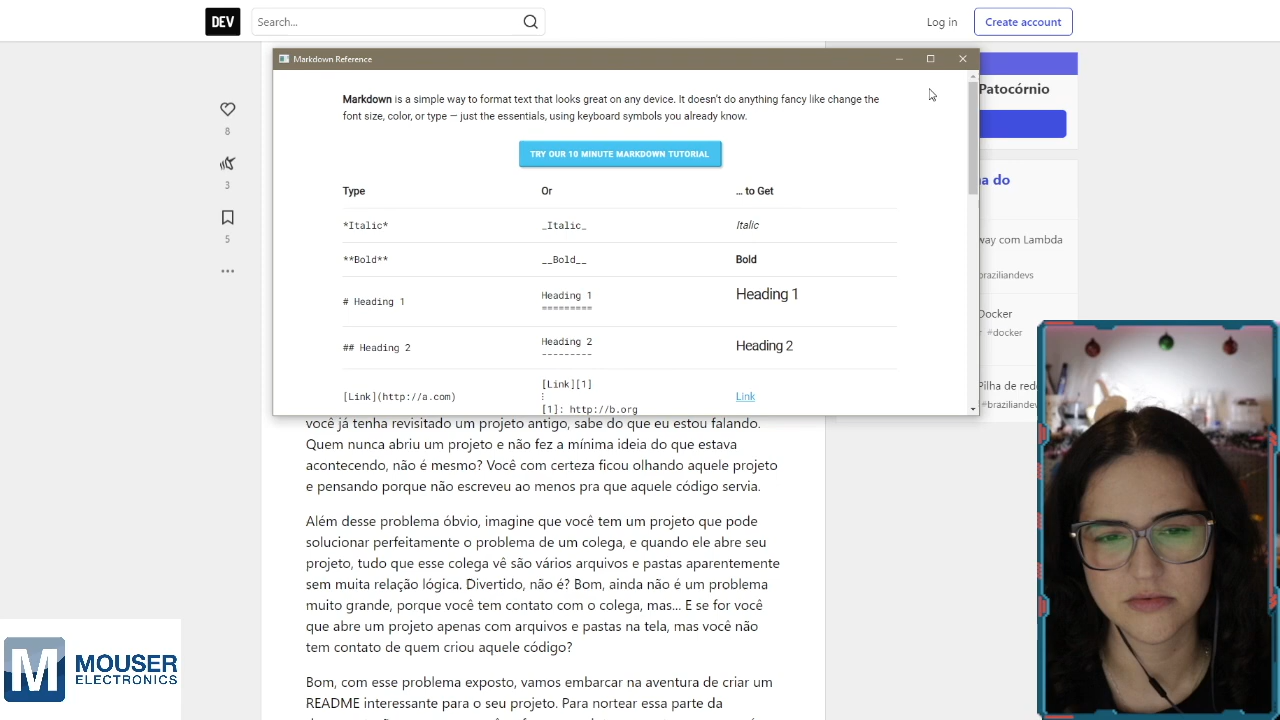 DEV
Search...
Log in
Create account
Markdown Reference
Markdown is a simple way to format text that looks great on any device. It doesn't do anything fancy like change the
font size, color, or type — just the essentials, using keyboard symbols you already know.
TRY OUR 10 MINUTE MARKDOWN TUTORIAL
Type Or … to Get
*Italic* _Italic_ Italic
**Bold** __Bold__ Bold
# Heading 1 Heading 1 Heading 1
=========
## Heading 2 Heading 2 Heading 2
---------
[Link](http://a.com) [Link][1] Link
⋮
[1]: http://b.org
8
3
5
Patocórnio
do
way com Lambda
braziliandevs
Docker
#docker
Pilha de red
#braziliandev
você já tenha revisitado um projeto antigo, sabe do que eu estou falando.
Quem nunca abriu um projeto e não fez a mínima ideia do que estava
acontecendo, não é mesmo? Você com certeza ficou olhando aquele projeto
e pensando porque não escreveu ao menos pra que aquele código servia.
Além desse problema óbvio, imagine que você tem um projeto que pode
solucionar perfeitamente o problema de um colega, e quando ele abre seu
projeto, tudo que esse colega vê são vários arquivos e pastas aparentemente
sem muita relação lógica. Divertido, não é? Bom, ainda não é um problema
muito grande, porque você tem contato com o colega, mas... E se for você
que abre um projeto apenas com arquivos e pastas na tela, mas você não
tem contato de quem criou aquele código?
Bom, com esse problema exposto, vamos embarcar na aventura de criar um
README interessante para o seu projeto. Para nortear essa parte da
M MOUSER
ELECTRONICS